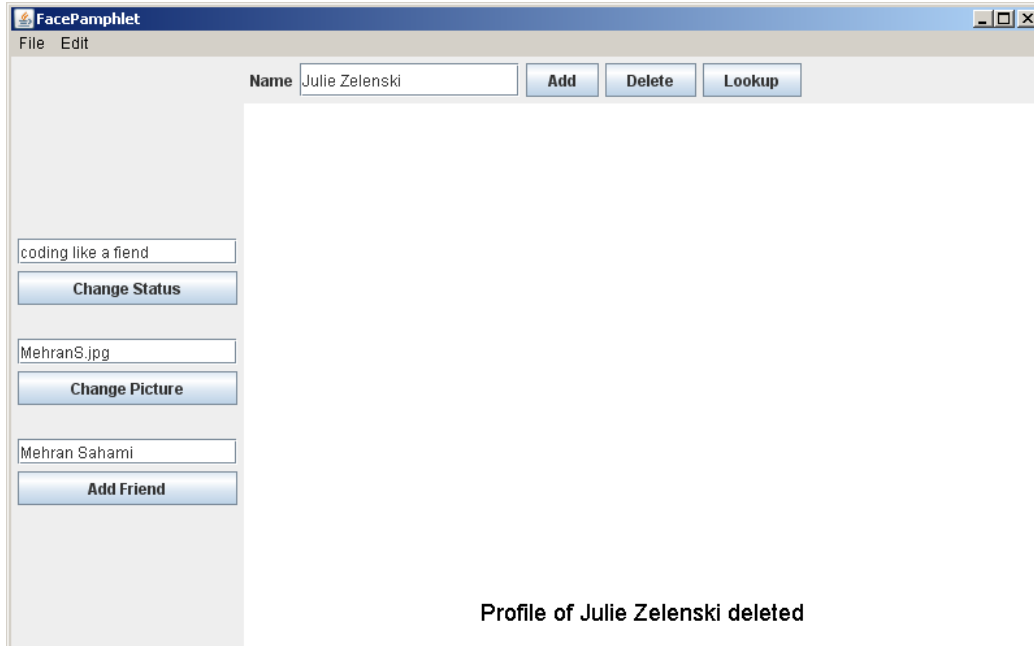 FacePamphlet
File Edit
Name Julie Zelenski Add Delete Lookup
coding like a fiend
Change Status
MehranS.jpg
Change Picture
Mehran Sahami
Add Friend
Profile of Julie Zelenski deleted